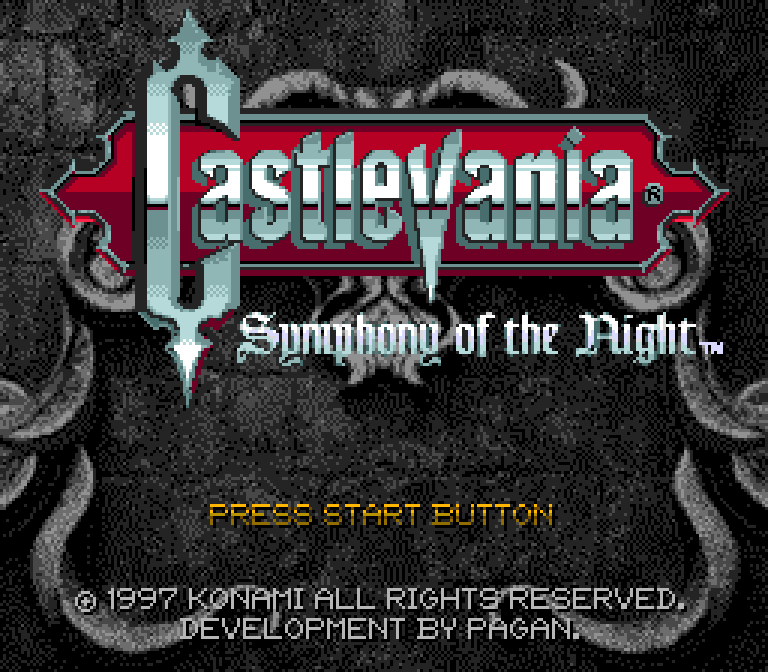 Castlevania®
Symphony of the Night™
PRESS START BUTTON
© 1997 KONAMI ALL RIGHTS RESERVED.
DEVELOPMENT BY PAGAN.